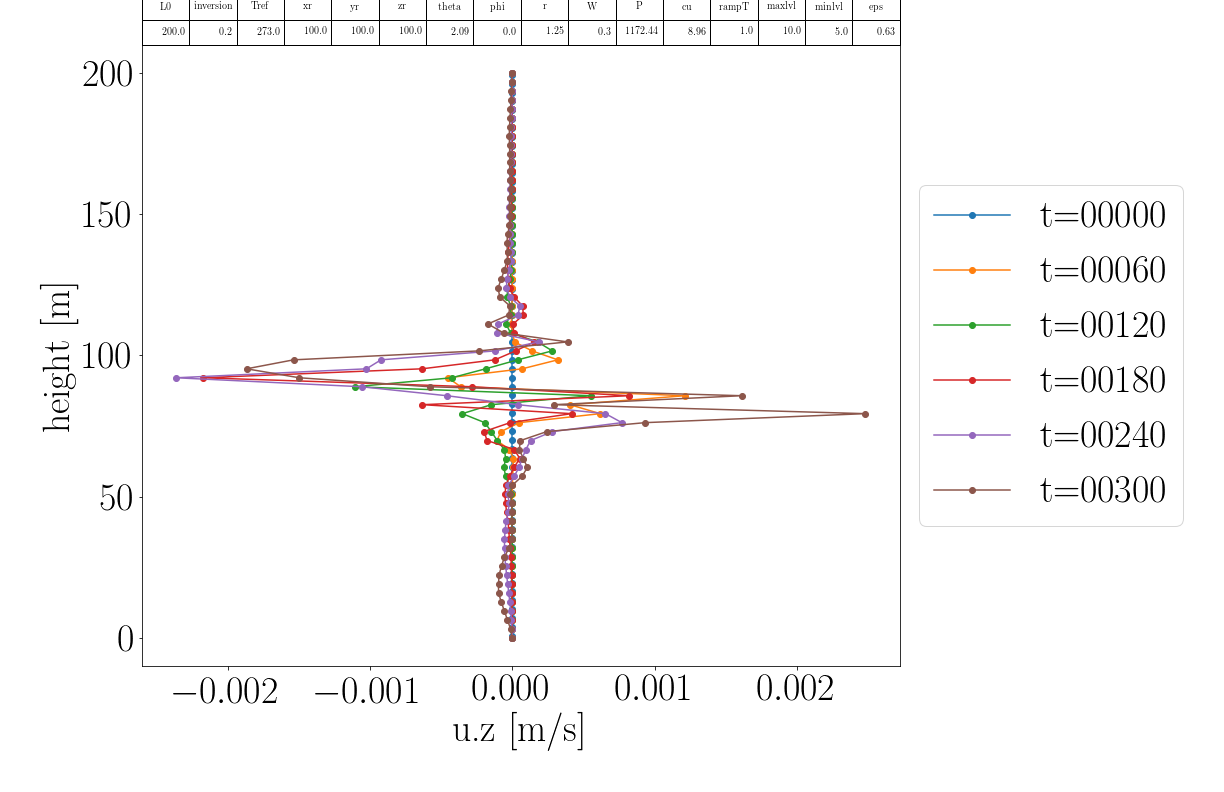 L0 inversion Tref xr yr zr theta phi r W P cu rampT maxlvl minlvl eps
200.0 0.2 273.0 100.0 100.0 100.0 2.09 0.0 1.25 0.3 1172.44 8.96 1.0 10.0 5.0 0.63
200
150
100
50
0
height [m]
−0.002 −0.001 0.000 0.001 0.002
u.z [m/s]
t=00000
t=00060
t=00120
t=00180
t=00240
t=00300